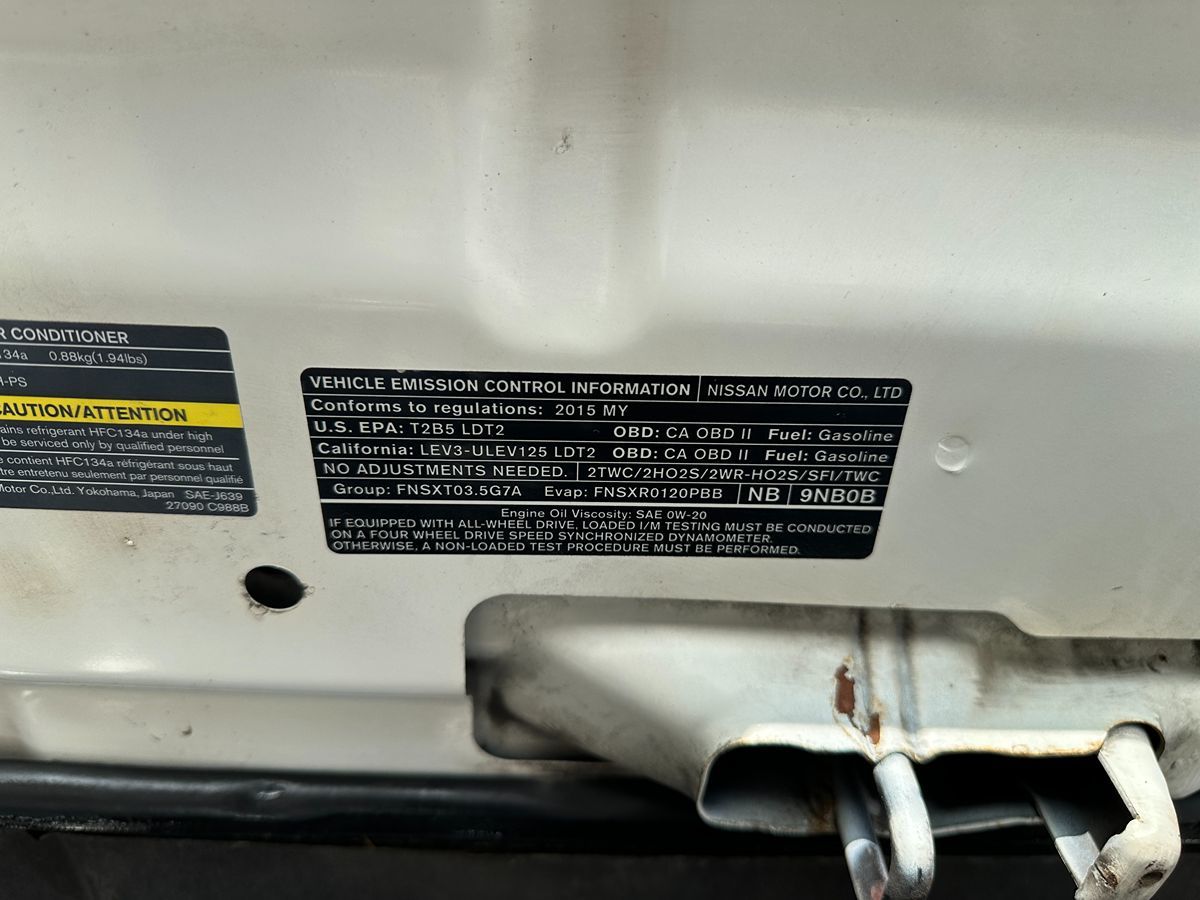 R CONDITIONER
134a 0.88kg(1.94lbs)
-PS
CAUTION/ATTENTION
ains refrigerant HFC134a under high
be serviced only by qualified personnel
contient HFC134a réfrigérant sous haut
tre entretenu seulement par personnel qualifié
Motor Co.,Ltd. Yokohama, Japan SAE-J639
27090 C988B
VEHICLE EMISSION CONTROL INFORMATION NISSAN MOTOR CO., LTD
Conforms to regulations: 2015 MY
U.S. EPA: T2B5 LDT2 OBD: CA OBD II Fuel: Gasoline
California: LEV3-ULEV125 LDT2 OBD: CA OBD II Fuel: Gasoline
NO ADJUSTMENTS NEEDED. 2TWC/2HO2S/2WR-HO2S/SFI/TWC
Group: FNSXT03.5G7A Evap: FNSXR0120PBB NB 9NB0B
Engine Oil Viscosity: SAE 0W-20
IF EQUIPPED WITH ALL-WHEEL DRIVE, LOADED I/M TESTING MUST BE CONDUCTED
ON A FOUR WHEEL DRIVE SPEED SYNCHRONIZED DYNAMOMETER.
OTHERWISE, A NON-LOADED TEST PROCEDURE MUST BE PERFORMED.